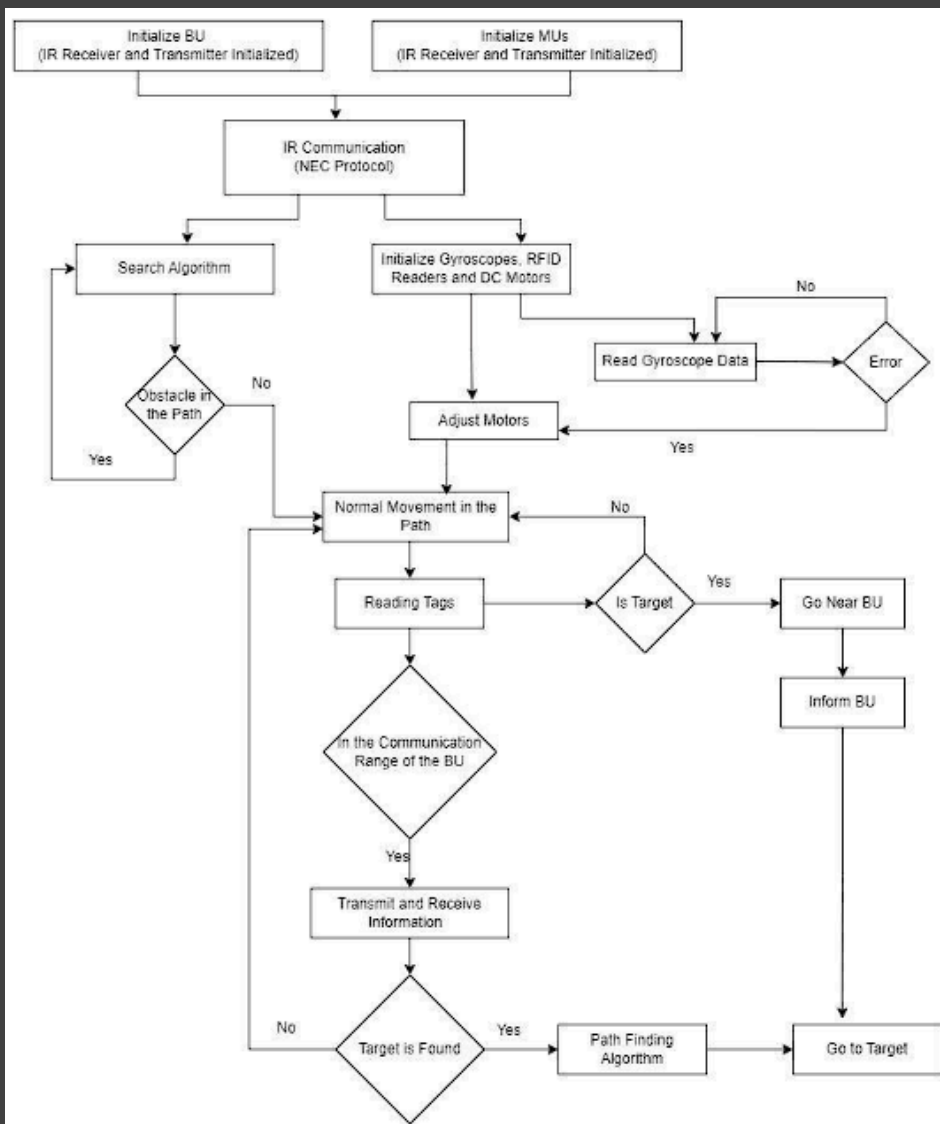 Initialize BU
(IR Receiver and Transmitter Initialized)
Initialize MUs
(IR Receiver and Transmitter Initialized)
IR Communication
(NEC Protocol)
Search Algorithm
Initialize Gyroscopes, RFID
Readers and DC Motors
No
Read Gyroscope Data
Error
No
Obstacle in
the Path
Adjust Motors
Yes
Yes
Normal Movement in the
Path
No
Reading Tags
Is Target
Yes
Go Near BU
Inform BU
In the Communication
Range of the BU
Yes
Transmit and Receive
Information
No
Target is Found
Yes
Path Finding
Algorithm
Go to Target